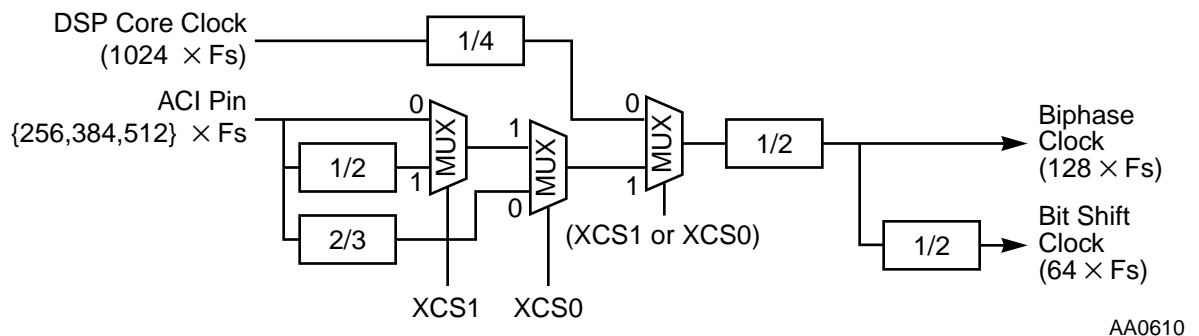 DSP Core Clock
(1024 × Fs)
1/4
ACI Pin
{256,384,512} × Fs
0
1
MUX
1/2
2/3
1
0
MUX
0
1
MUX
1/2
Biphase
Clock
(128 × Fs)
(XCS1 or XCS0)
1/2
Bit Shift
Clock
(64 × Fs)
XCS1
XCS0
AA0610